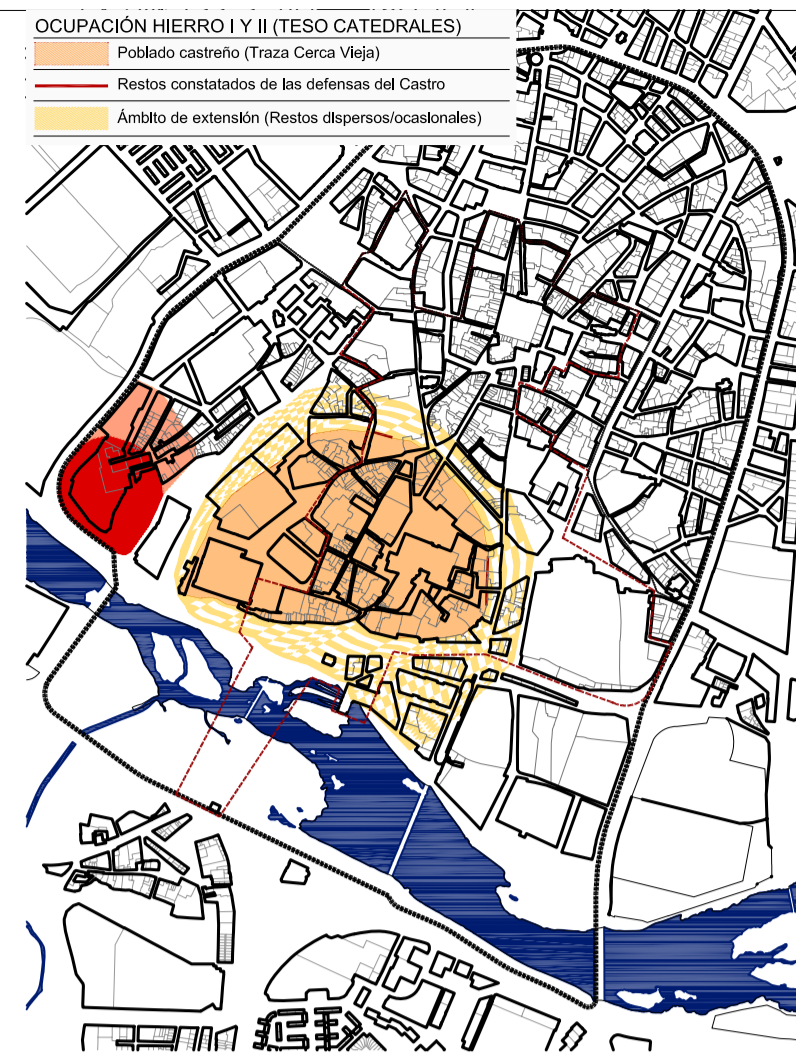 OCUPACIÓN HIERRO I Y II (TESO CATEDRALES)
Poblado castreño (Traza Cerca Vieja)
Restos constatados de las defensas del Castro
Ámbito de extensión (Restos dispersos/ocasionales)